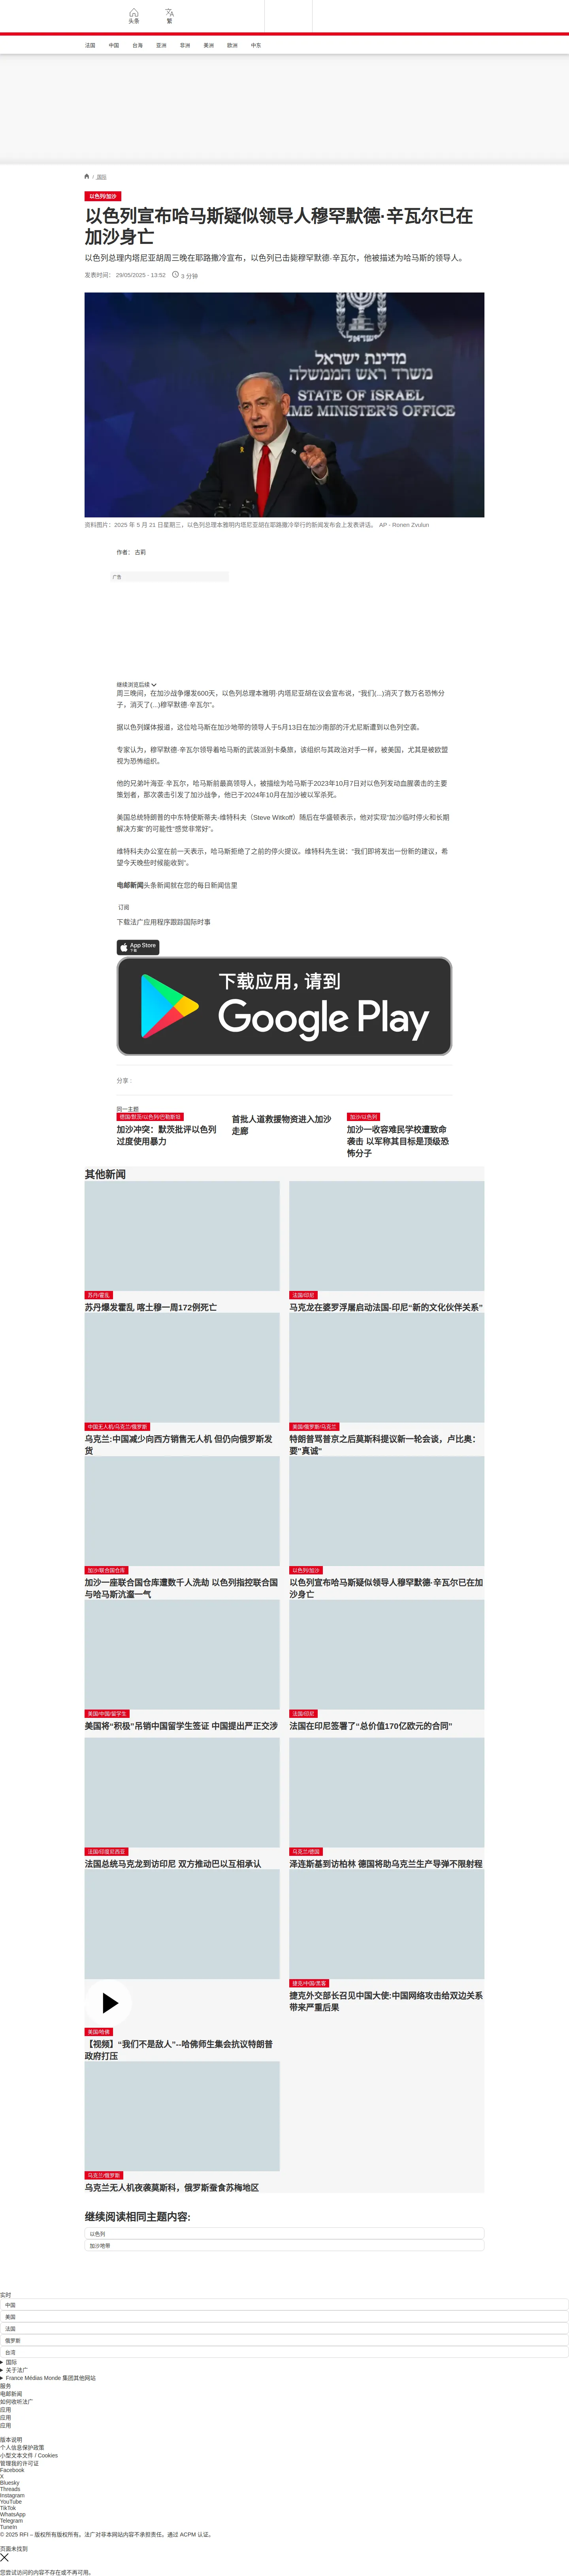 头条
繁
法国
中国
台海
亚洲
非洲
美洲
欧洲
中东
/ 国际
以色列/加沙
以色列宣布哈马斯疑似领导人穆罕默德·辛瓦尔已在
加沙身亡
以色列总理内塔尼亚胡周三晚在耶路撒冷宣布，以色列已击毙穆罕默德·辛瓦尔，他被描述为哈马斯的领导人。
发表时间： 29/05/2025 - 13:52
3 分钟
מדינת ישראל
משרד ראש הממשלה
STATE OF ISRAEL
ME MINISTER'S OFFICE
资料图片：2025 年 5 月 21 日星期三，以色列总理本雅明内塔尼亚胡在耶路撒冷举行的新闻发布会上发表讲话。 AP - Ronen Zvulun
作者： 古莉
广告
继续浏览后续
周三晚间，在加沙战争爆发600天，以色列总理本雅明·内塔尼亚胡在议会宣布说，“我们(...)消灭了数万名恐怖分
子，消灭了(...)穆罕默德·辛瓦尔”。
据以色列媒体报道，这位哈马斯在加沙地带的领导人于5月13日在加沙南部的汗尤尼斯遭到以色列空袭。
专家认为，穆罕默德·辛瓦尔领导着哈马斯的武装派别卡桑旅，该组织与其政治对手一样，被美国，尤其是被欧盟
视为恐怖组织。
他的兄弟叶海亚·辛瓦尔，哈马斯前最高领导人，被描绘为哈马斯于2023年10月7日对以色列发动血腥袭击的主要
策划者，那次袭击引发了加沙战争，他已于2024年10月在加沙被以军杀死。
美国总统特朗普的中东特使斯蒂夫·维特科夫（Steve Witkoff）随后在华盛顿表示，他对实现“加沙临时停火和长期
解决方案”的可能性“感觉非常好”。
维特科夫办公室在前一天表示，哈马斯拒绝了之前的停火提议。维特科先生说：“我们即将发出一份新的建议，希
望今天晚些时候能收到”。
电邮新闻头条新闻就在您的每日新闻信里
订阅
下载法广应用程序跟踪国际时事
App Store
下载
下载应用，请到
Google Play
分享 :
同一主题
德国/默茨/以色列/巴勒斯坦
加沙冲突：默茨批评以色列
过度使用暴力
首批人道救援物资进入加沙
走廊
加沙/以色列
加沙一收容难民学校遭致命
袭击 以军称其目标是顶级恐
怖分子
其他新闻
苏丹/霍乱
苏丹爆发霍乱 喀土穆一周172例死亡
法国/印尼
马克龙在婆罗浮屠启动法国-印尼“新的文化伙伴关系”
中国无人机/乌克兰/俄罗斯
乌克兰:中国减少向西方销售无人机 但仍向俄罗斯发
货
美国/俄罗斯/乌克兰
特朗普骂普京之后莫斯科提议新一轮会谈，卢比奥：
要"真诚"
加沙/联合国仓库
加沙一座联合国仓库遭数千人洗劫 以色列指控联合国
与哈马斯沆瀣一气
以色列/加沙
以色列宣布哈马斯疑似领导人穆罕默德·辛瓦尔已在加
沙身亡
美国/中国/留学生
美国将“积极”吊销中国留学生签证 中国提出严正交涉
法国/印尼
法国在印尼签署了“总价值170亿欧元的合同”
法国/印度尼西亚
法国总统马克龙到访印尼 双方推动巴以互相承认
乌克兰/德国
泽连斯基到访柏林 德国将助乌克兰生产导弹不限射程
美国/哈佛
【视频】“我们不是敌人”--哈佛师生集会抗议特朗普
政府打压
捷克/中国/黑客
捷克外交部长召见中国大使:中国网络攻击给双边关系
带来严重后果
乌克兰/俄罗斯
乌克兰无人机夜袭莫斯科，俄罗斯蚕食苏梅地区
继续阅读相同主题内容:
以色列
加沙地带
实时
中国
美国
法国
俄罗斯
台湾
国际
关于法广
France Médias Monde 集团其他网站
服务
电邮新闻
如何收听法广
应用
应用
应用
版本说明
个人信息保护政策
小型文本文件 / Cookies
管理我的许可证
Facebook
X
Bluesky
Threads
Instagram
YouTube
TikTok
WhatsApp
Telegram
TuneIn
© 2025 RFI – 版权所有版权所有。法广对非本网站内容不承担责任。通过 ACPM 认证。
页面未找到
您尝试访问的内容不存在或不再可用。